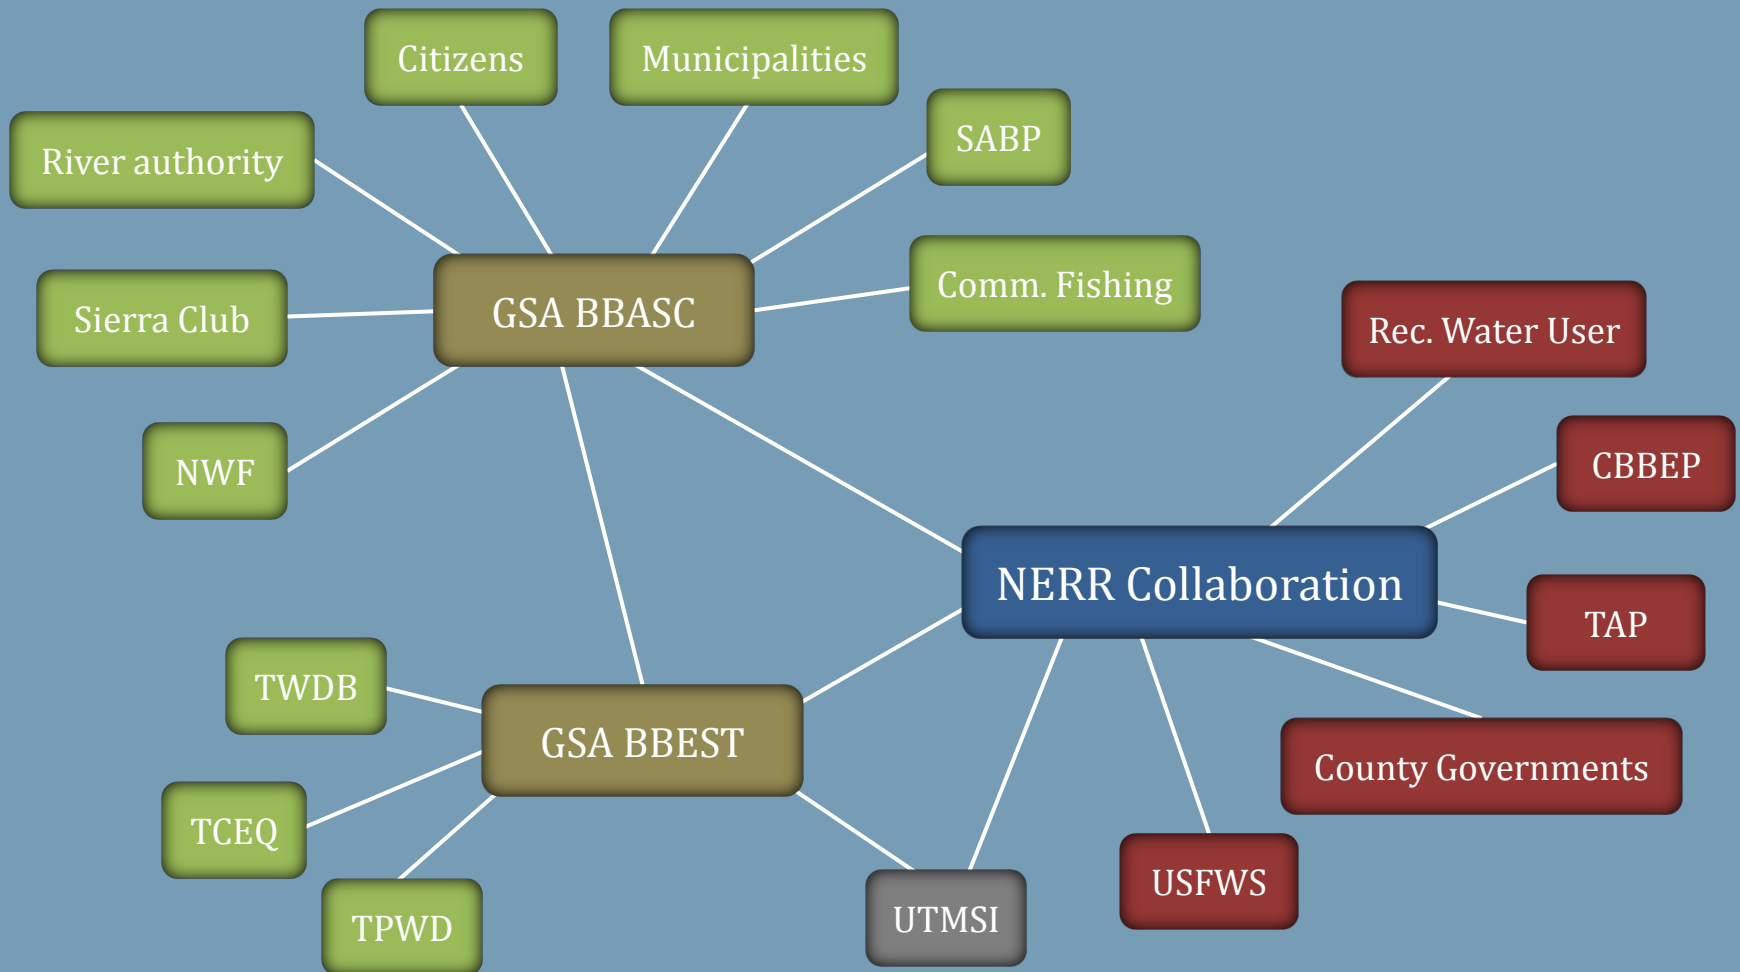 Citizens
Municipalities
SABP
River authority
Comm. Fishing
GSA BBASC
Sierra Club
Rec. Water User
NWF
CBBEP
NERR Collaboration
TAP
TWDB
GSA BBEST
County Governments
TCEQ
USFWS
UTMSI
TPWD